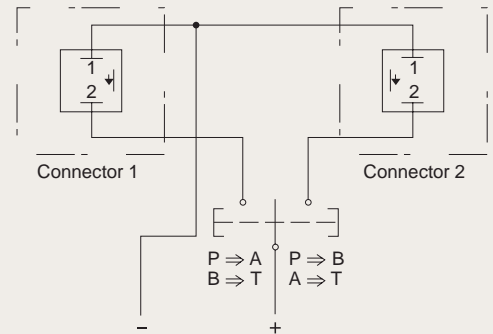 1
2
1
2
Connector 1
Connector 2
P ⇒ A
B ⇒ T
P ⇒ B
A ⇒ T
–
+